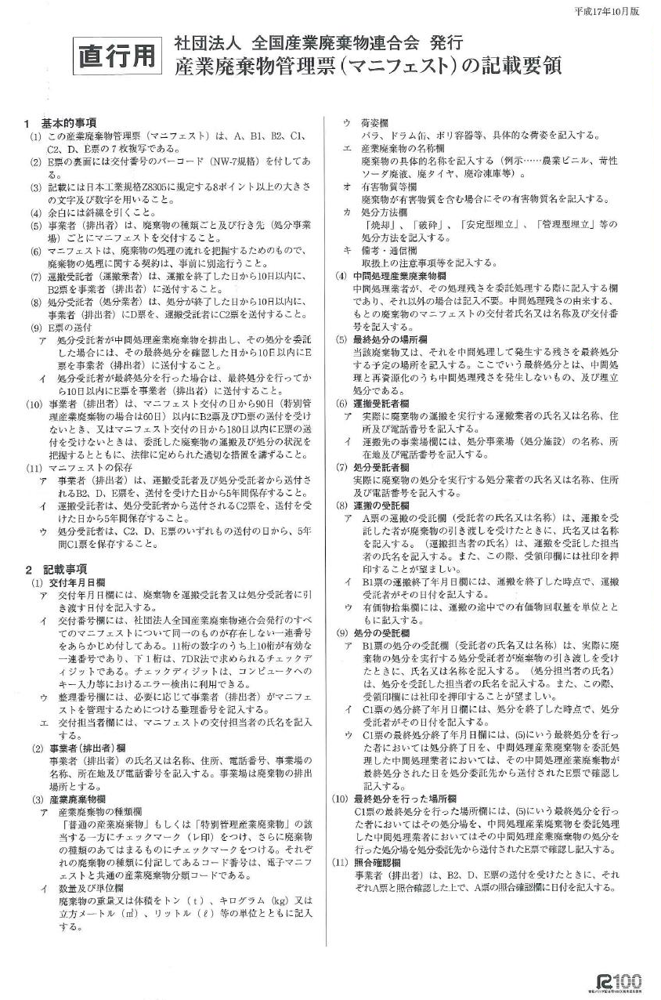 平成17年10月版
直行用
社団法人 全国産業廃棄物連合会 発行
産業廃棄物管理票(マニフェスト)の記載要領
1 基本的事項
(1) この産業廃棄物管理票(マニフェスト)は、A、B1、B2、C1、
C2、D、E票の7枚複写である。
(2) E票の裏面には交付番号のバーコード(NW-7規格)を付してあ
る。
(3) 記載には日本工業規格Z8305に規定する8ポイント以上の大きさ
の文字及び数字を用いること。
(4) 余白には斜線を引くこと。
(5) 事業者(排出者)は、廃棄物の種類ごと及び行き先(処分事業
場)ごとにマニフェストを交付すること。
(6) マニフェストは、廃棄物の処理の流れを把握するためのもので、
廃棄物の処理に関する契約は、事前に別途行うこと。
(7) 運搬受託者(運搬業者)は、運搬を終了した日から10日以内に、
B2票を事業者(排出者)に送付すること。
(8) 処分受託者(処分業者)は、処分が終了した日から10日以内に、
事業者(排出者)にD票を、運搬受託者にC2票を送付すること。
(9) E票の送付
ア 処分受託者が中間処理産業廃棄物を排出し、その処分を委託
した場合には、その最終処分を確認した日から10日以内にE
票を事業者(排出者)に送付すること。
イ 処分受託者が最終処分を行った場合は、最終処分を行ってか
ら10日以内にE票を事業者(排出者)に送付すること。
(10) 事業者(排出者)は、マニフェスト交付の日から90日(特別管
理産業廃棄物の場合は60日)以内にB2票及びD票の送付を受け
ないとき、又はマニフェスト交付の日から180日以内にE票の送
付を受けないときは、委託した廃棄物の運搬及び処分の状況を
把握するとともに、法律に定められた適切な措置を講ずること。
(11) マニフェストの保存
ア 事業者(排出者)は、運搬受託者及び処分受託者から送付さ
れるB2、D、E票を、送付を受けた日から5年間保存すること。
イ 運搬受託者は、処分受託者から送付されるC2票を、送付を受
けた日から5年間保存すること。
ウ 処分受託者は、C2、D、E票のいずれもの送付の日から、5年
間C1票を保存すること。
2 記載事項
(1) 交付年月日欄
ア 交付年月日欄には、廃棄物を運搬受託者又は処分受託者に引
き渡す日付を記入する。
イ 交付番号欄には、社団法人全国産業廃棄物連合会発行のすべ
てのマニフェストについて同一のものが存在しない一連番号
をあらかじめ付してある。11桁の数字のうち上10桁が有効な
一連番号であり、下1桁は、7DR法で求められるチェックデ
ィジットである。チェックディジットは、コンピュータへの
キー入力等におけるエラー検出に利用できる。
ウ 整理番号欄には、必要に応じて事業者(排出者)がマニフェ
ストを管理するためにつける整理番号を記入する。
エ 交付担当者欄には、マニフェストの交付担当者の氏名を記入
する。
(2) 事業者(排出者)欄
事業者(排出者)の氏名又は名称、住所、電話番号、事業場の
名称、所在地及び電話番号を記入する。事業場は廃棄物の排出
場所とする。
(3) 産業廃棄物欄
ア 産業廃棄物の種類欄
「普通の産業廃棄物」もしくは「特別管理産業廃棄物」の該
当する一方にチェックマーク(レ印)をつけ、さらに廃棄物
の種類のあてはまるものにチェックマークをつける。それぞ
れの廃棄物の種類に付記してあるコード番号は、電子マニフ
ェストと共通の産業廃棄物分類コードである。
イ 数量及び単位欄
廃棄物の重量又は体積をトン(t)、キログラム(kg)又は
立方メートル(㎥)、リットル(ℓ)等の単位とともに記入
する。
ウ 荷姿欄
バラ、ドラム缶、ポリ容器等、具体的な荷姿を記入する。
エ 産業廃棄物の名称欄
廃棄物の具体的名称を記入する(例示……農業ビニル、苛性
ソーダ廃液、廃タイヤ、廃冷凍庫等)。
オ 有害物質等欄
廃棄物が有害物質を含む場合にその有害物質名を記入する。
カ 処分方法欄
「焼却」、「破砕」、「安定型埋立」、「管理型埋立」等の
処分方法を記入する。
キ 備考・通信欄
取扱上の注意事項等を記入する。
(4) 中間処理産業廃棄物欄
中間処理業者が、その処理残さを委託処理する際に記入する欄
であり、それ以外の場合は記入不要。中間処理残さの由来する、
もとの廃棄物のマニフェストの交付者氏名又は名称及び交付番
号を記入する。
(5) 最終処分の場所欄
当該廃棄物又は、それを中間処理して発生する残さを最終処分
する予定の場所を記入する。ここでいう最終処分とは、中間処
理と再資源化のうち中間処理残さを発生しないもの、及び埋立
処分である。
(6) 運搬受託者欄
ア 実際に廃棄物の運搬を実行する運搬業者の氏名又は名称、住
所及び電話番号を記入する。
イ 運搬先の事業場欄には、処分事業場(処分施設)の名称、所
在地及び電話番号を記入する。
(7) 処分受託者欄
実際に廃棄物の処分を実行する処分業者の氏名又は名称、住所
及び電話番号を記入する。
(8) 運搬の受託欄
ア A票の運搬の受託欄(受託者の氏名又は名称)は、運搬を受
託した者が廃棄物の引き渡しを受けたときに、氏名又は名称
を記入する。(運搬担当者の氏名)は、運搬を受託した担当
者の氏名を記入する。また、この際、受領印欄には社印を押
印することが望ましい。
イ B1票の運搬終了年月日欄には、運搬を終了した時点で、運搬
受託者がその日付を記入する。
ウ 有価物拾集欄には、運搬の途中での有価物回収量を単位とと
もに記入する。
(9) 処分の受託欄
ア B1票の処分の受託欄(受託者の氏名又は名称)は、実際に廃
棄物の処分を実行する処分受託者が廃棄物の引き渡しを受け
たときに、氏名又は名称を記入する。(処分担当者の氏名)
は、処分を受託した担当者の氏名を記入する。また、この際、
受領印欄には社印を押印することが望ましい。
イ C1票の処分終了年月日欄には、処分を終了した時点で、処分
受託者がその日付を記入する。
ウ C1票の最終処分終了年月日欄には、(5)にいう最終処分を行っ
た者においては処分終了日を、中間処理産業廃棄物を委託処
理した中間処理業者においては、その中間処理産業廃棄物が
最終処分された日を処分委託先から送付されたE票で確認し
記入する。
(10) 最終処分を行った場所欄
C1票の最終処分を行った場所欄には、(5)にいう最終処分を行っ
た者においてはその処分場を、中間処理産業廃棄物を委託処理
した中間処理業者においてはその中間処理産業廃棄物の処分を
行った処分場を処分委託先から送付されたE票で確認し記入する。
(11) 照合確認欄
事業者(排出者)は、B2、D、E票の送付を受けたときに、それ
ぞれA票と照合確認した上で、A票の照合確認欄に日付を記入する。
R100